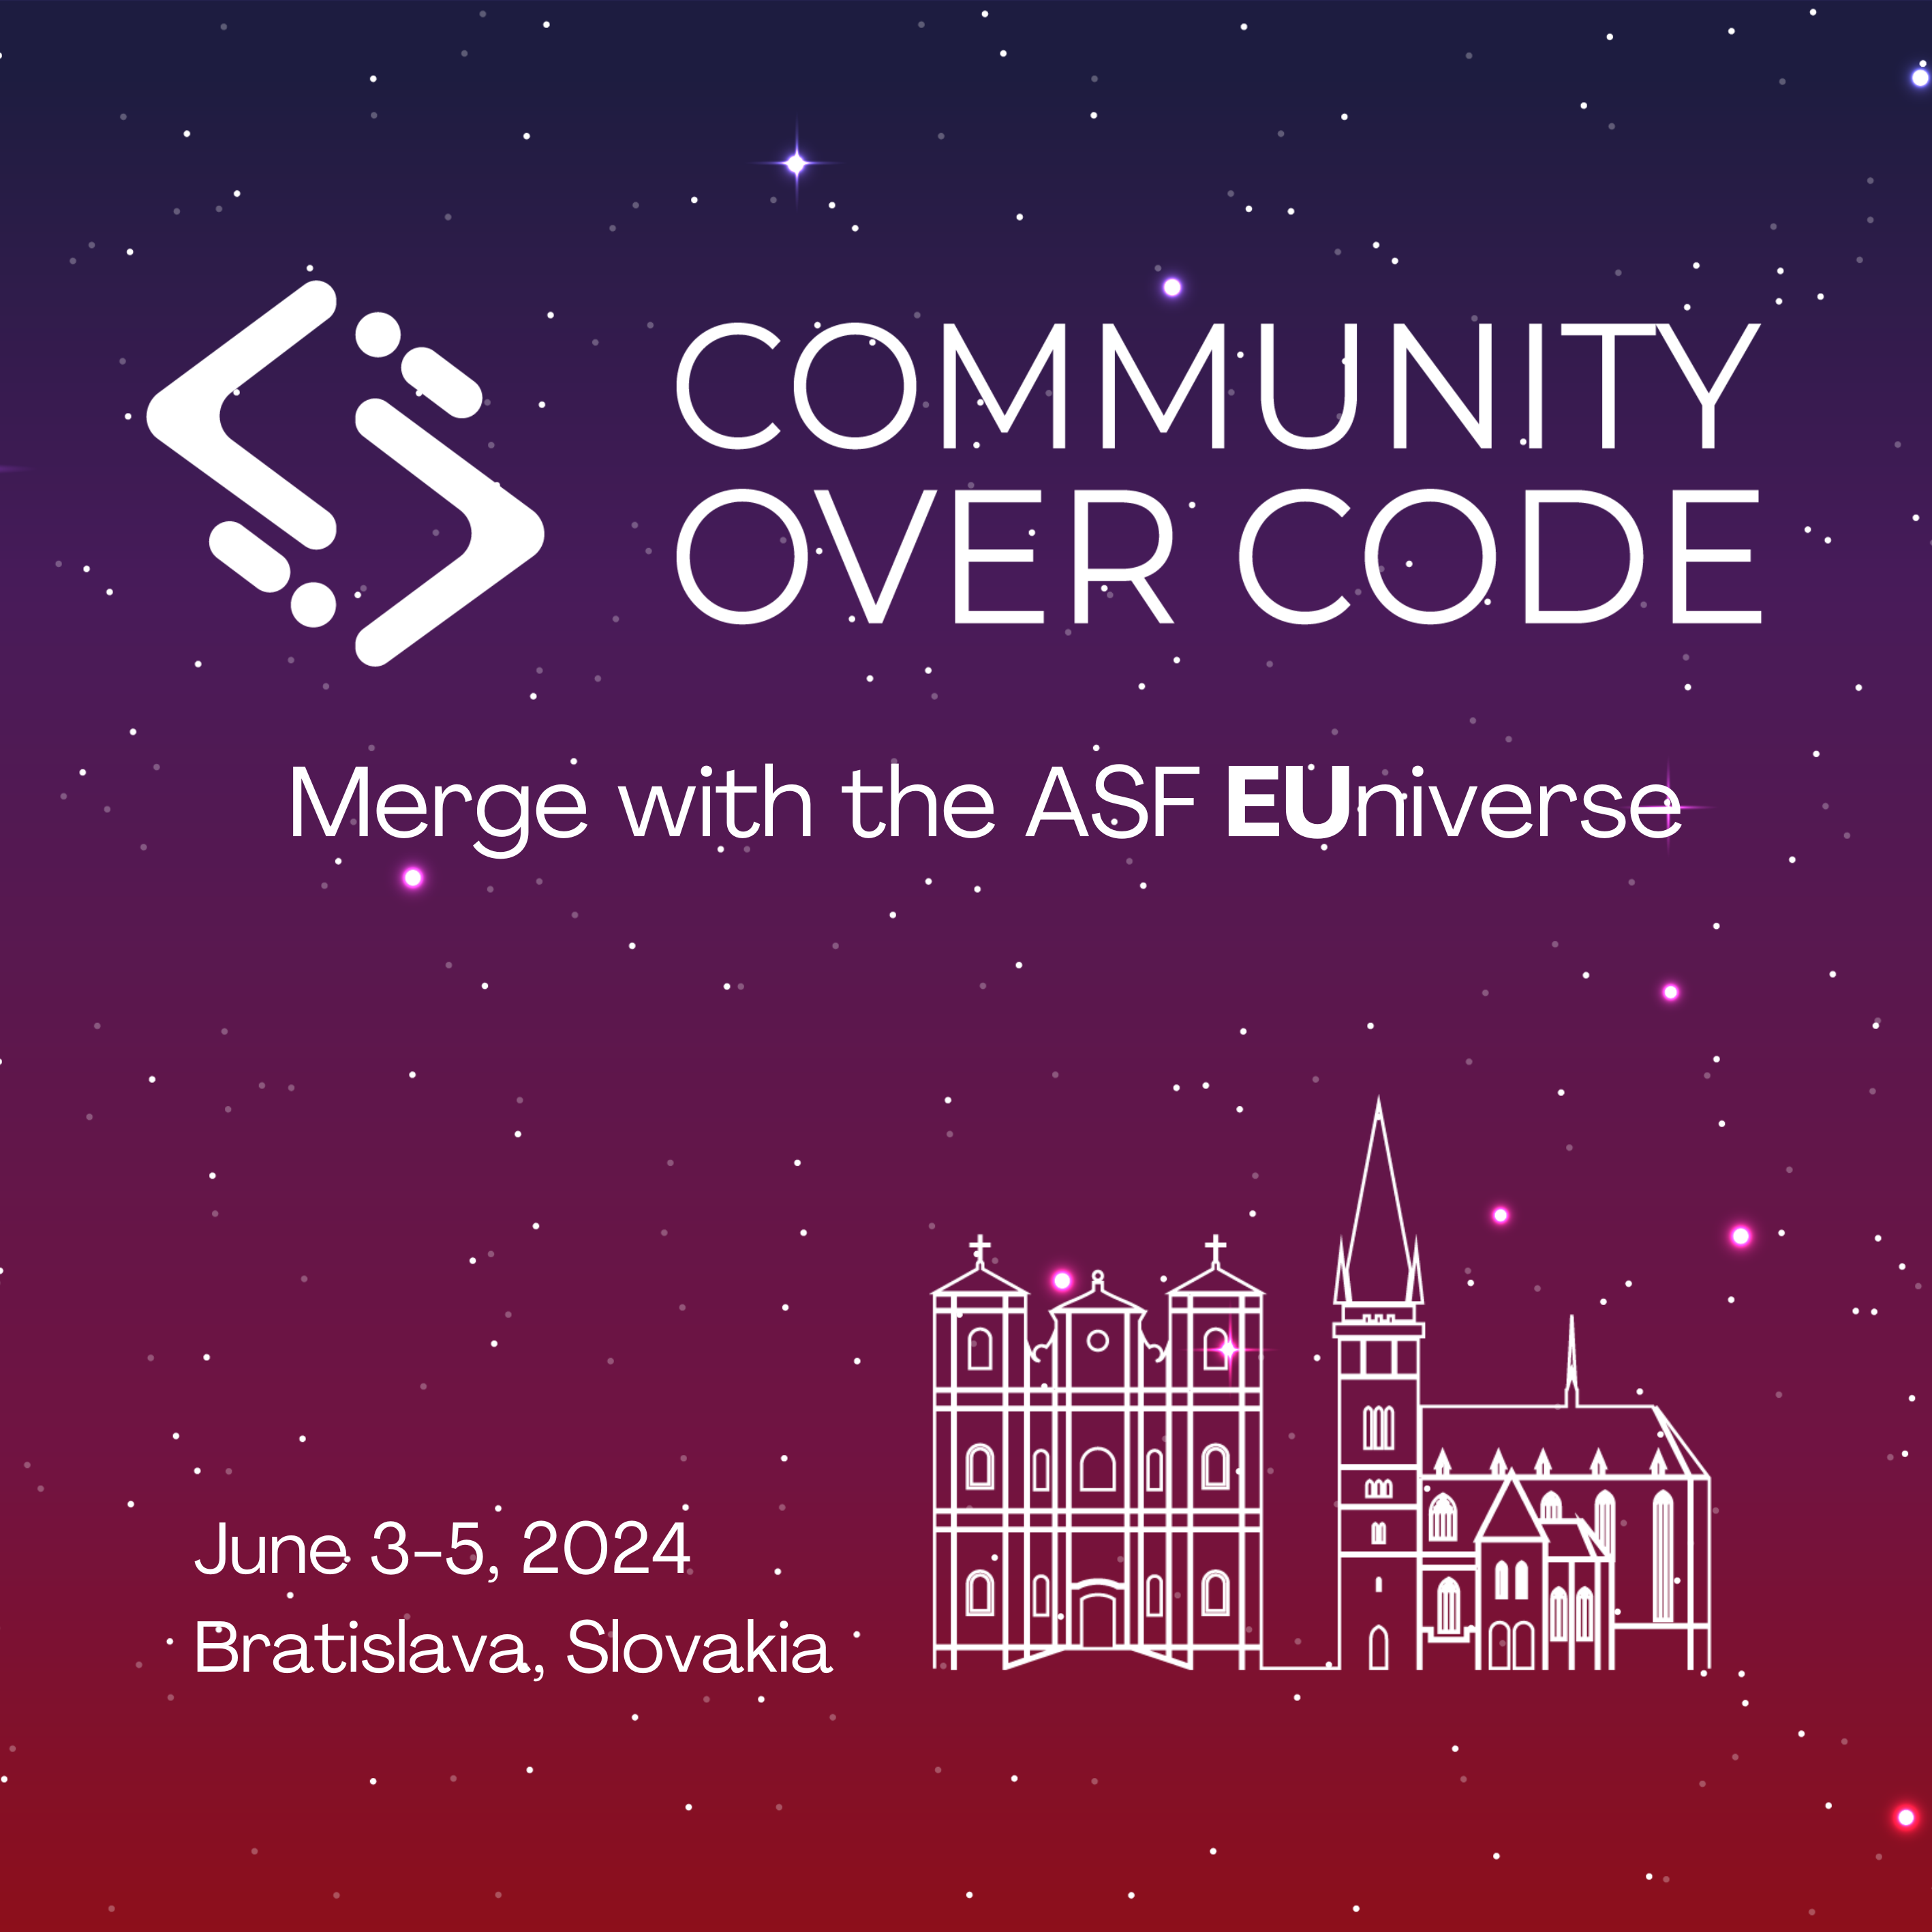 COMMUNITY
OVER CODE
Merge with the ASF EUniverse
June 3-5, 2024
Bratislava, Slovakia